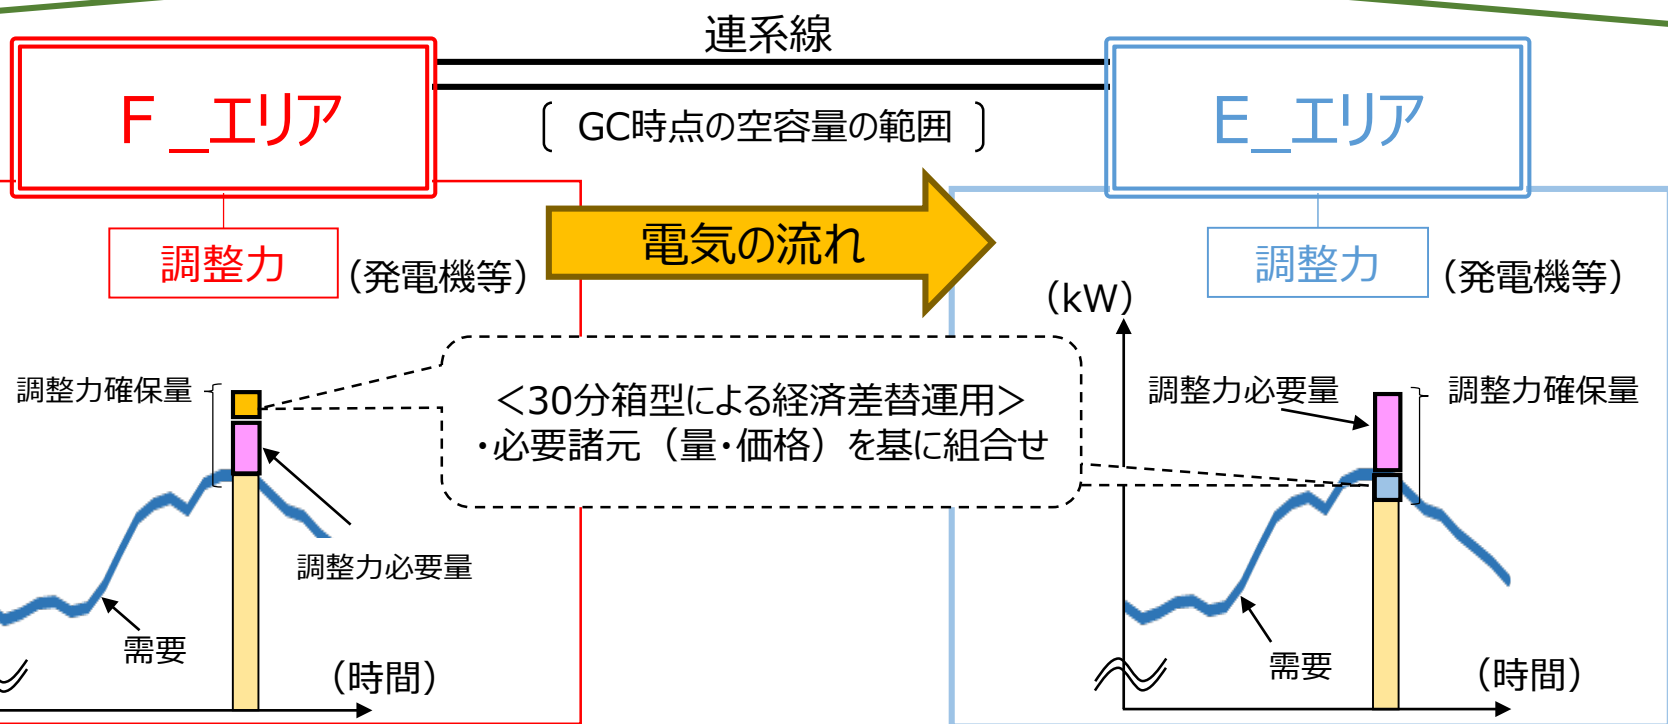 連系線
F_エリア
E_エリア
〔 GC時点の空容量の範囲 〕
電気の流れ
調整力
（発電機等）
調整力
（発電機等）
（kW）
調整力確保量
＜30分箱型による経済差替運用＞
・必要諸元（量・価格）を基に組合せ
調整力必要量
調整力確保量
調整力必要量
需要
（時間）
需要
（時間）